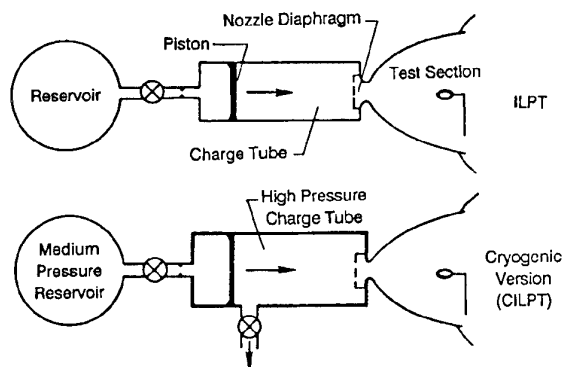 Nozzle Diaphragm
Piston
Reservoir
Test Section
ILPT
Charge Tube
High Pressure
Charge Tube
Medium
Pressure
Reservoir
Cryogenic
Version
(CILPT)